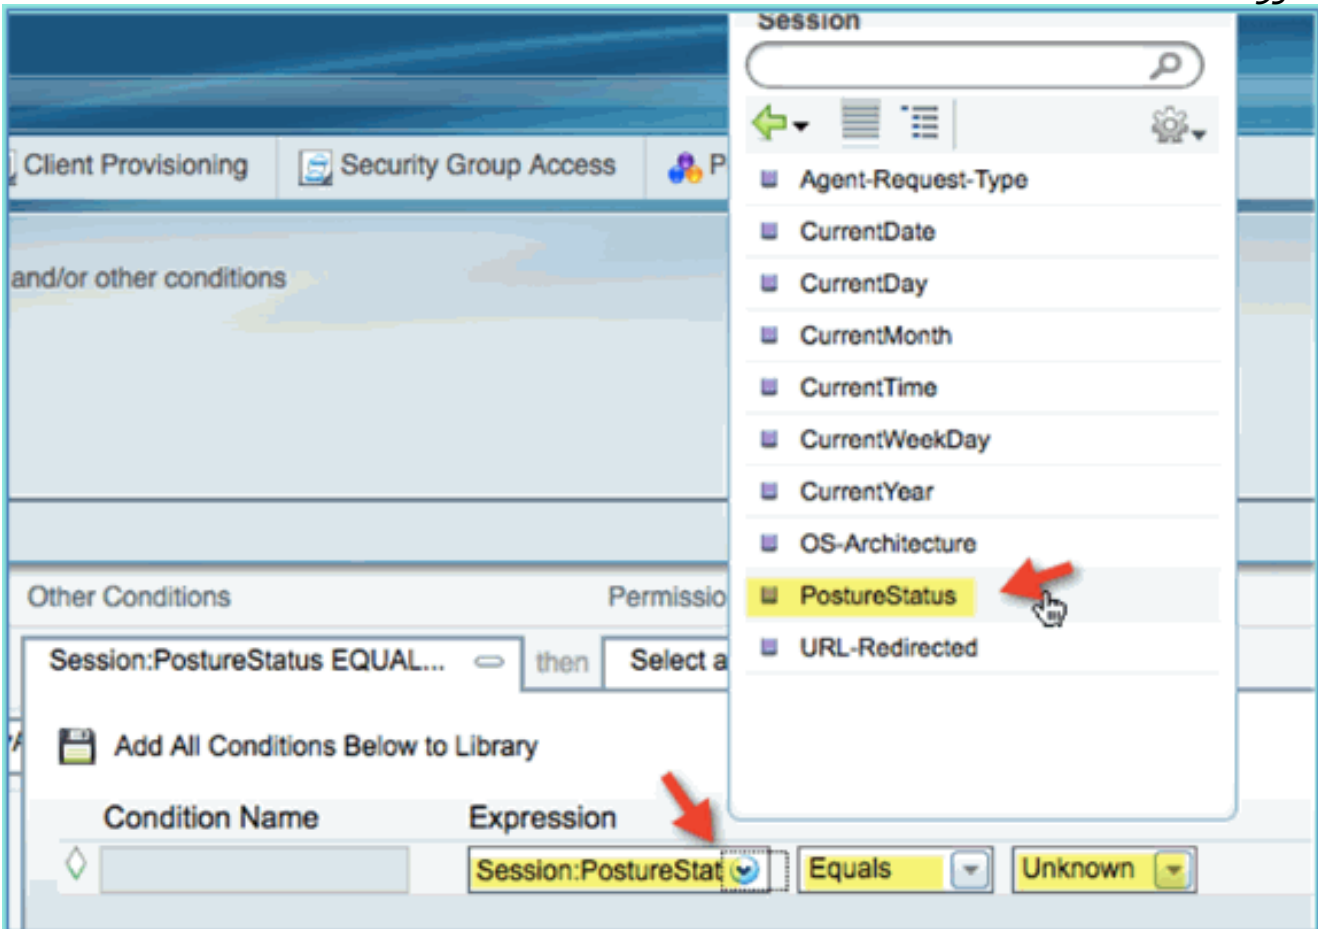 Session
Client Provisioning
Security Group Access
P
Agent-Request-Type
CurrentDate
and/or other conditions
CurrentDay
CurrentMonth
CurrentTime
CurrentWeekDay
CurrentYear
OS-Architecture
Other Conditions
Permissio
PostureStatus
Session:PostureStatus EQUAL...
then
Select a
URL-Redirected
Add All Conditions Below to Library
Condition Name
Expression
Session:PostureStat
Equals
Unknown